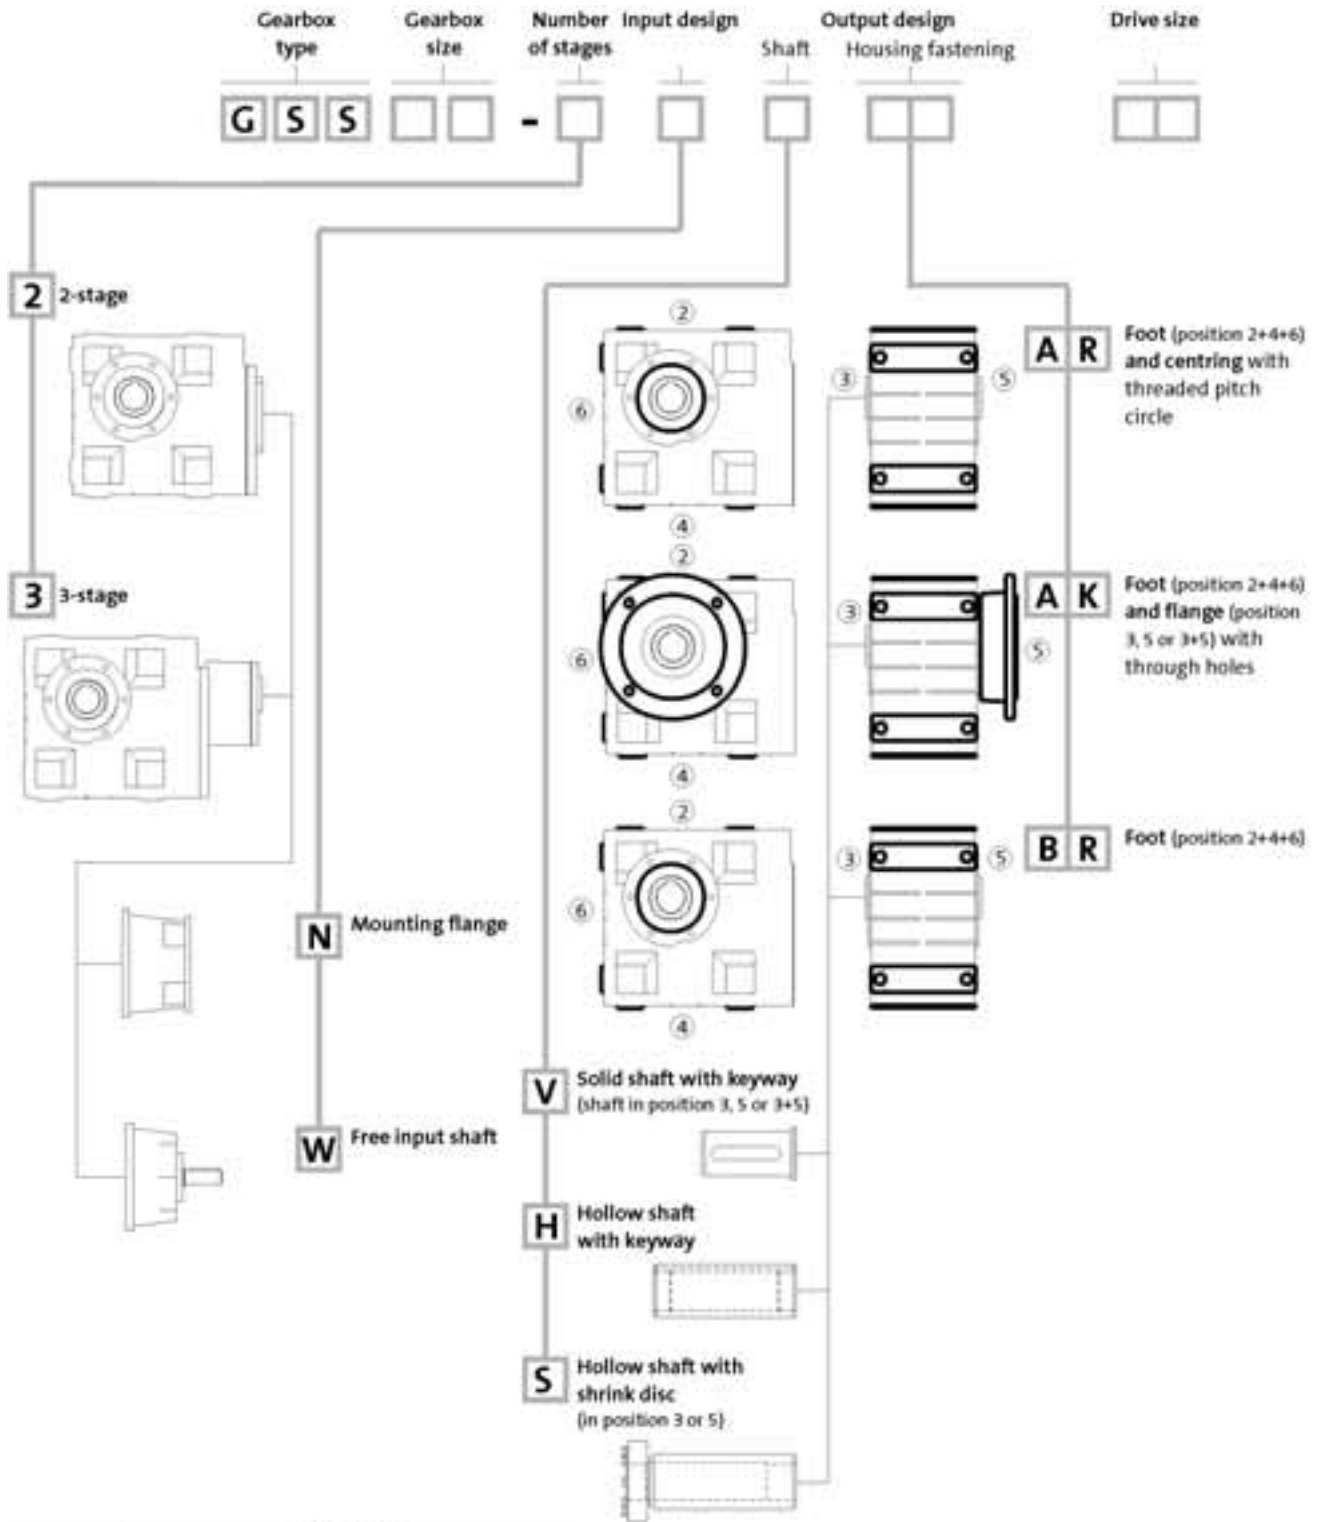 Gearbox type
Gearbox size
Number of stages
Input design
Output design
Shaft
Housing fastening
Drive size
G S S
-
2
2-stage
3
3-stage
N
Mounting flange
W
Free input shaft
②
⑥
④
③
⑤
A R
Foot (position 2+4+6)
and centring with
threaded pitch
circle
②
⑥
④
③
⑤
A K
Foot (position 2+4+6)
and flange (position
3, 5 or 3+5) with
through holes
②
⑥
④
③
⑤
B R
Foot (position 2+4+6)
V
Solid shaft with keyway
(shaft in position 3, 5 or 3+5)
H
Hollow shaft
with keyway
S
Hollow shaft with
shrink disc
(in position 3 or 5)